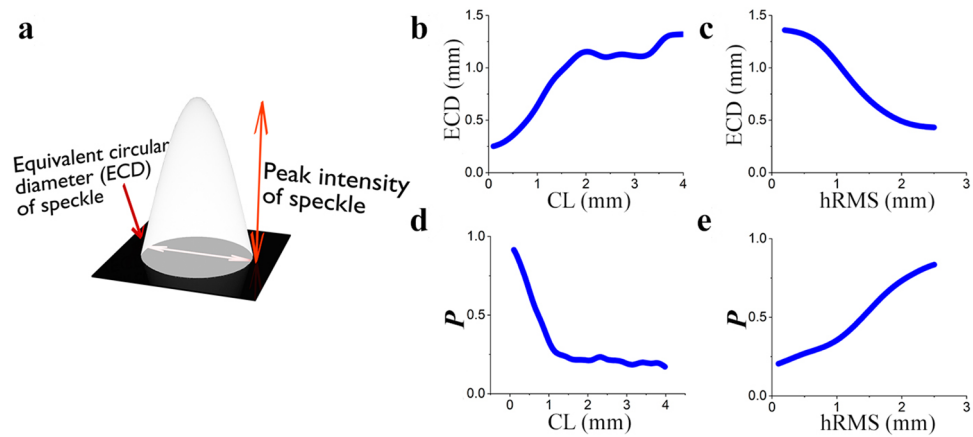 a
Equivalent circular
diameter (ECD)
of speckle
Peak intensity
of speckle
b
ECD (mm)
1.5
1.0
0.5
0.0
0 1 2 3 4
CL (mm)
c
ECD (mm)
1.5
1.0
0.5
0.0
0 1 2 3
hRMS (mm)
d
P
1.0
0.5
0.0
0 1 2 3 4
CL (mm)
e
P
1.0
0.5
0.0
0 1 2 3
hRMS (mm)